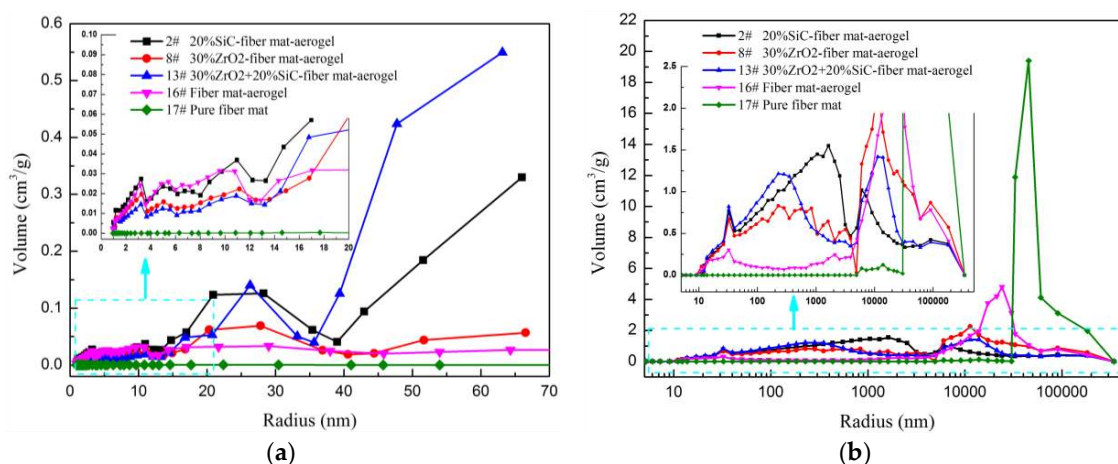 0.6
0.5
0.4
0.3
0.2
0.1
0.0
Volume (cm³/g)
0.10
0.09
0.08
0.07
0.06
0.05
0.04
0.03
0.02
0.01
0.00
0 2 4 6 8 10 12 14 16 18 20
2# 20%SiC-fiber mat-aerogel
8# 30%ZrO2-fiber mat-aerogel
13# 30%ZrO2+20%SiC-fiber mat-aerogel
16# Fiber mat-aerogel
17# Pure fiber mat
0 10 20 30 40 50 60 70
Radius (nm)
(a)
22
20
18
16
14
12
10
8
6
4
2
0
Volume (cm³/g)
2# 20%SiC-fiber mat-aerogel
8# 30%ZrO2-fiber mat-aerogel
13# 30%ZrO2+20%SiC-fiber mat-aerogel
16# Fiber mat-aerogel
17# Pure fiber mat
2.5
2.0
1.5
1.0
0.5
0.0
10 100 1000 10000 100000
10 100 1000 10000 100000
Radius (nm)
(b)